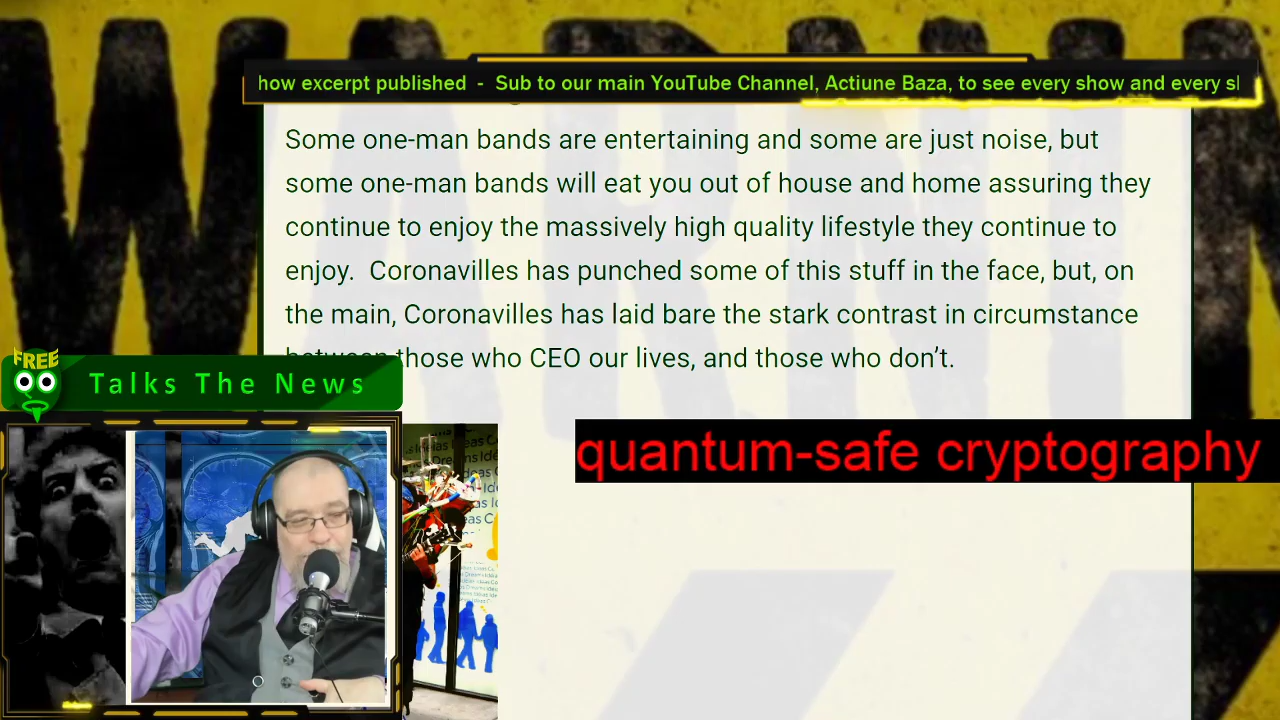 how excerpt published - Sub to our main YouTube Channel, Actiune Baza, to see every show and every sl
Some one-man bands are entertaining and some are just noise, but
some one-man bands will eat you out of house and home assuring they
continue to enjoy the massively high quality lifestyle they continue to
enjoy. Coronavilles has punched some of this stuff in the face, but, on
the main, Coronavilles has laid bare the stark contrast in circumstance
between those who CEO our lives, and those who don't.
FREE
Talks The News
quantum-safe cryptography